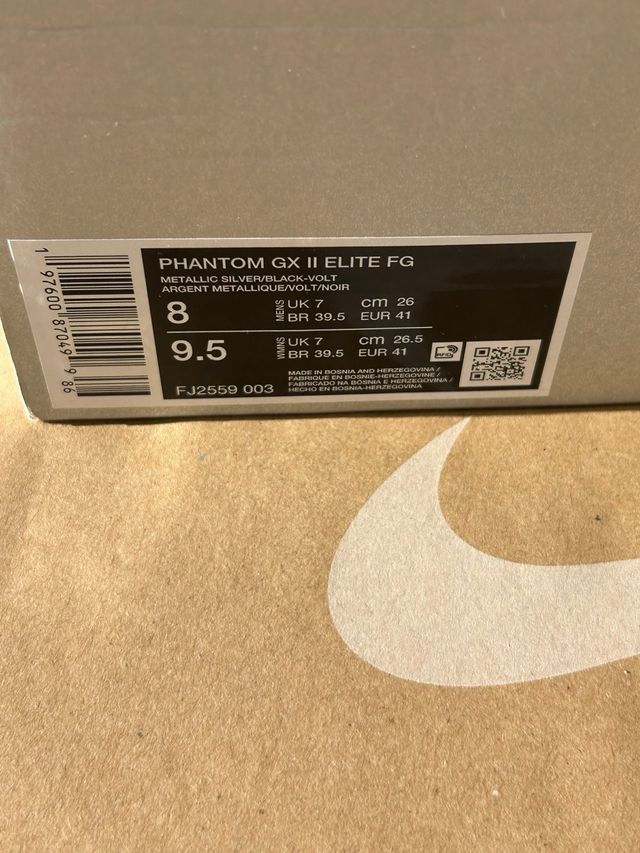 PHANTOM GX II ELITE FG
METALLIC SILVER/BLACK-VOLT
ARGENT METALLIQUE/VOLT/NOIR
8 MENS UK 7 cm 26
BR 39.5 EUR 41
9.5 WMNS UK 7 cm 26.5
BR 39.5 EUR 41
RFID
FJ2559 003
MADE IN BOSNIA AND HERZEGOVINA /
FABRIQUE EN BOSNIE-HERZEGOVINE /
FABRICADO NA BÓSNIA E HERZEGOVINA /
HECHO EN BOSNIA-HERZEGOVINA
1 97600 87049 9 86